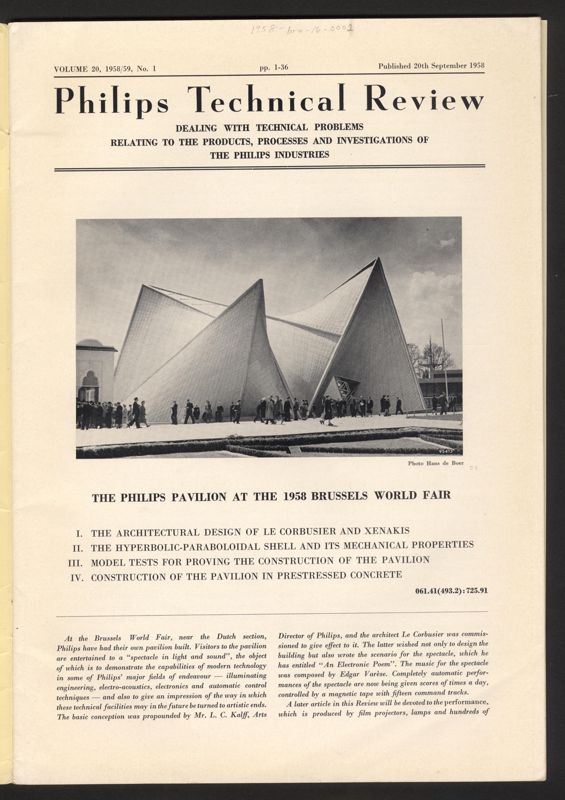 1958-bro-16-0002
VOLUME 20, 1958/59, No. 1
pp. 1-36
Published 20th September 1958
Philips Technical Review
DEALING WITH TECHNICAL PROBLEMS
RELATING TO THE PRODUCTS, PROCESSES AND INVESTIGATIONS OF
THE PHILIPS INDUSTRIES
Photo Hans de Boer
THE PHILIPS PAVILION AT THE 1958 BRUSSELS WORLD FAIR
I. THE ARCHITECTURAL DESIGN OF LE CORBUSIER AND XENAKIS
II. THE HYPERBOLIC-PARABOLOIDAL SHELL AND ITS MECHANICAL PROPERTIES
III. MODEL TESTS FOR PROVING THE CONSTRUCTION OF THE PAVILION
IV. CONSTRUCTION OF THE PAVILION IN PRESTRESSED CONCRETE
061.41(493.2):725.91
At the Brussels World Fair, near the Dutch section,
Philips have had their own pavilion built. Visitors to the pavilion
are entertained to a "spectacle in light and sound", the object
of which is to demonstrate the capabilities of modern technology
in some of Philips' major fields of endeavour — illuminating
engineering, electro-acoustics, electronics and automatic control
techniques — and also to give an impression of the way in which
these technical facilities may in the future be turned to artistic ends.
The basic conception was propounded by Mr. L. C. Kalff, Arts
Director of Philips, and the architect Le Corbusier was commis-
sioned to give effect to it. The latter wished not only to design the
building but also wrote the scenario for the spectacle, which he
has entitled "An Electronic Poem". The music for the spectacle
was composed by Edgar Varèse. Completely automatic perfor-
mances of the spectacle are now being given scores of times a day,
controlled by a magnetic tape with fifteen command tracks.
A later article in this Review will be devoted to the performance,
which is produced by film projectors, lamps and hundreds of